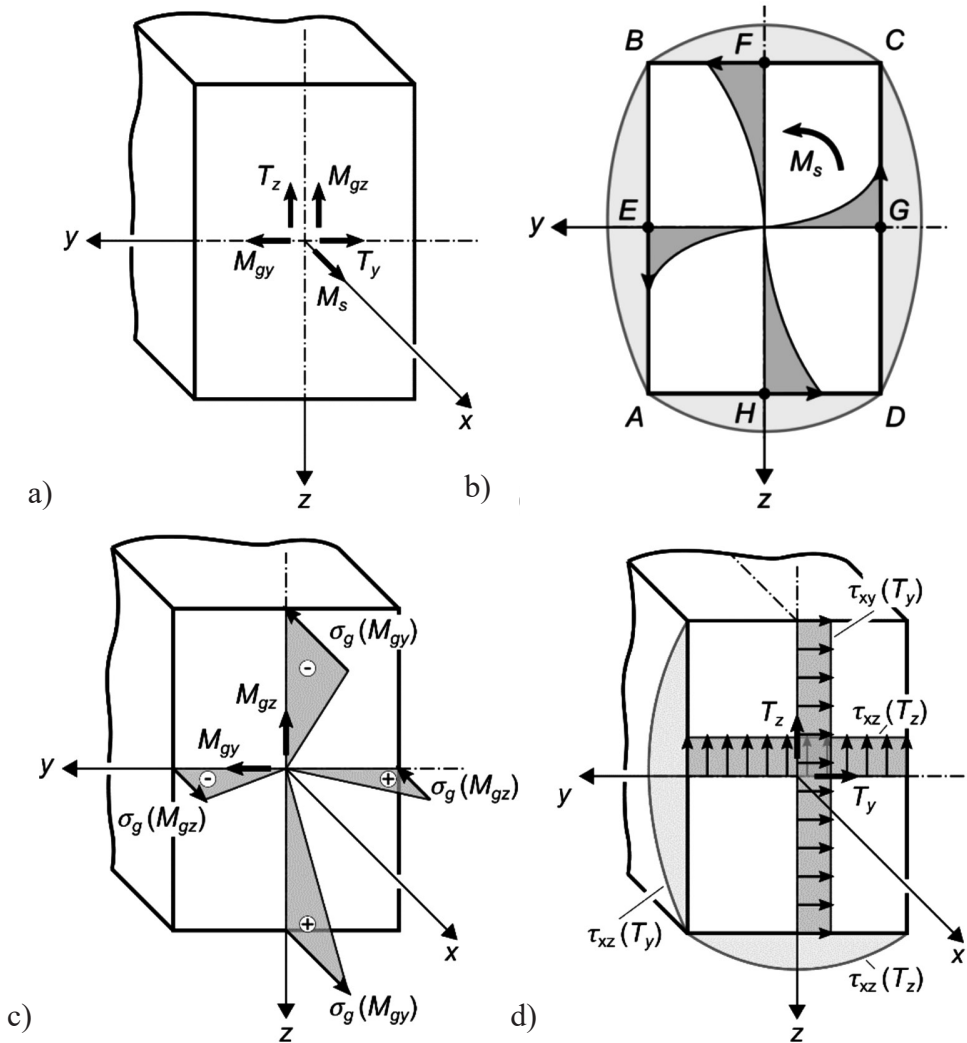 T_z
M_gz
y
M_gy
T_y
M_s
x
z
a)
B
F
C
M_s
E
G
y
A
H
D
z
b)
σ_g (M_gy)
-
M_gz
M_gy
y
-
+
σ_g (M_gz)
σ_g (M_gz)
+
x
σ_g (M_gy)
z
c)
τ_xy (T_y)
T_z
τ_xz (T_z)
y
T_y
τ_xz (T_y)
x
τ_xz (T_z)
z
d)